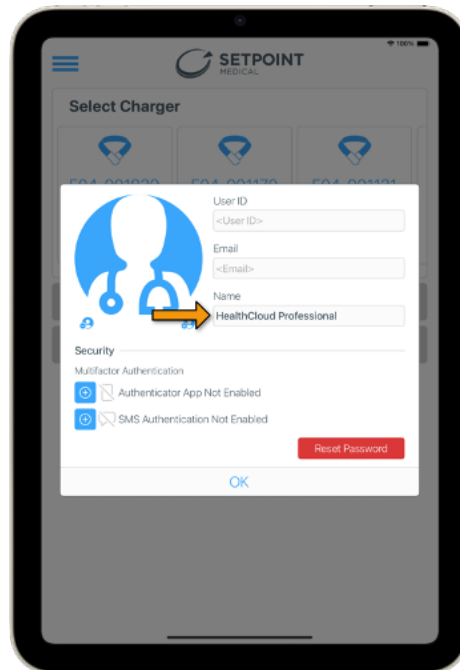 100%
SETPOINT
MEDICAL
Select Charger
User ID
<User ID>
Email
<Email>
Name
HealthCloud Professional
Security
Multifactor Authentication
Authenticator App Not Enabled
SMS Authentication Not Enabled
Reset Password
OK